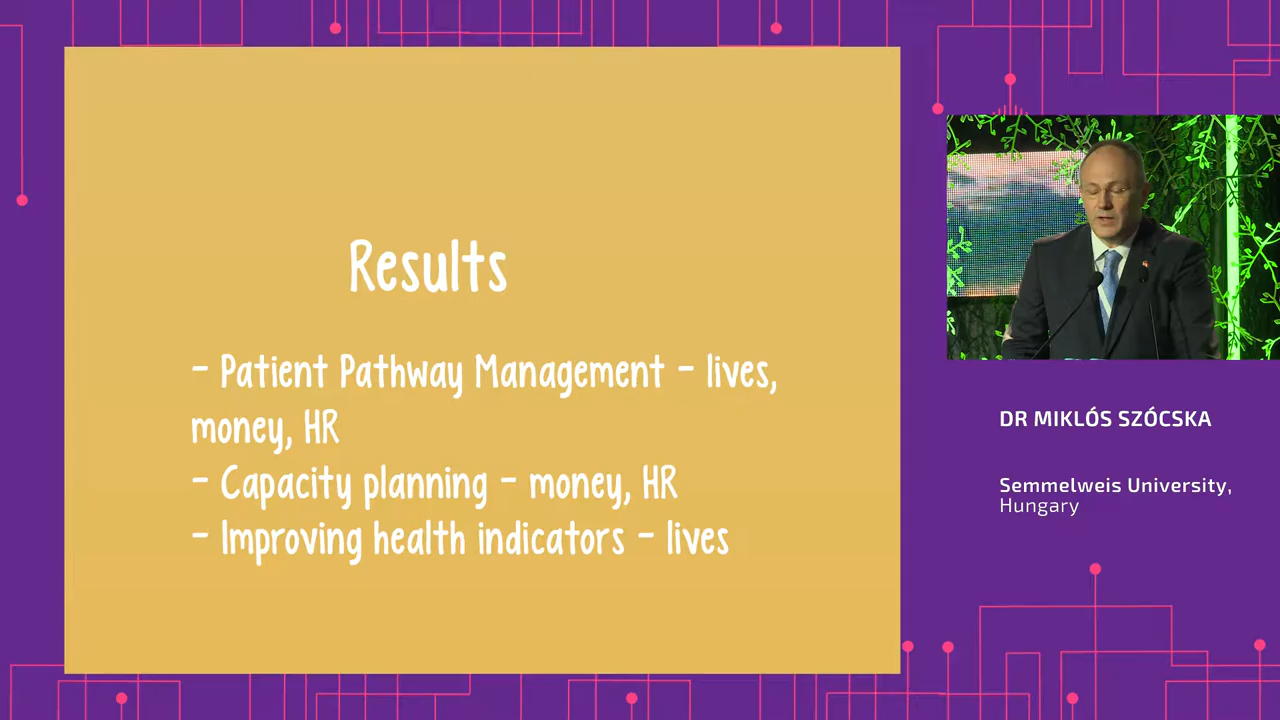 Results
- Patient Pathway Management - lives,
money, HR
- Capacity planning - money, HR
- Improving health indicators - lives
DR MIKLÓS SZÓCSKA
Semmelweis University,
Hungary